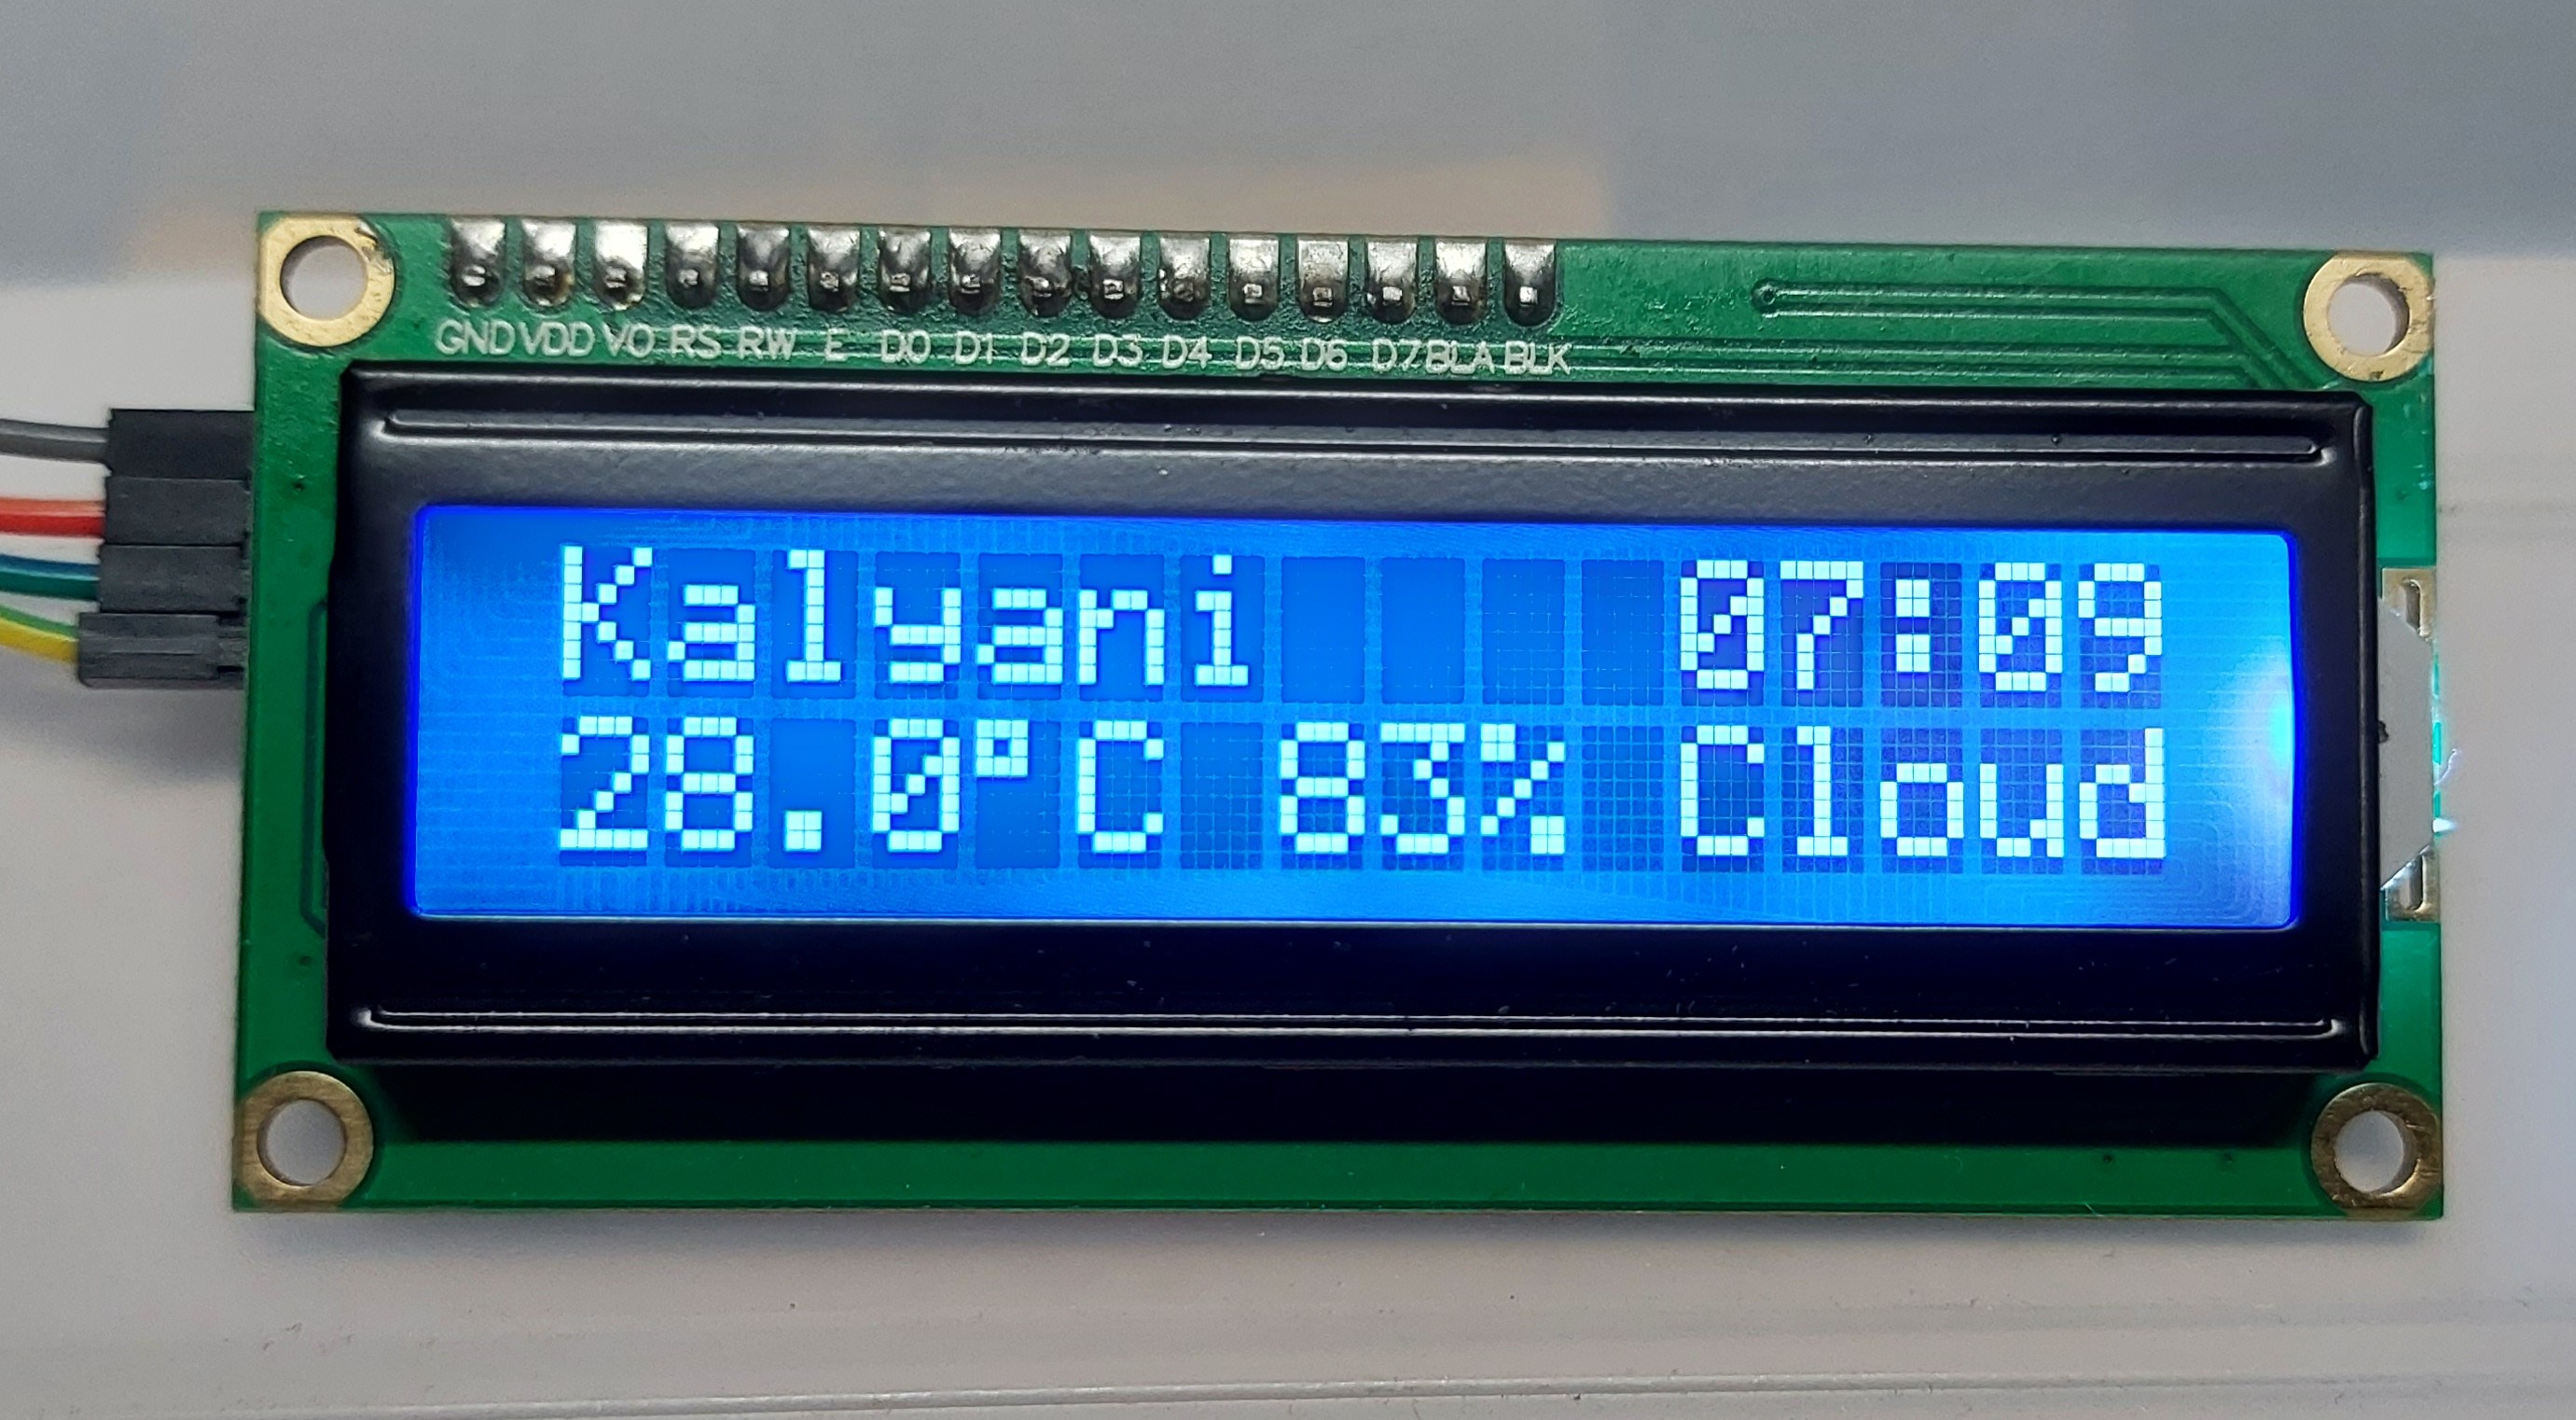 GND VDD VO RS RW E D0 D1 D2 D3 D4 D5 D6 D7 BLA BLK
Kalyani 07:09
28.0°C 83% Cloud